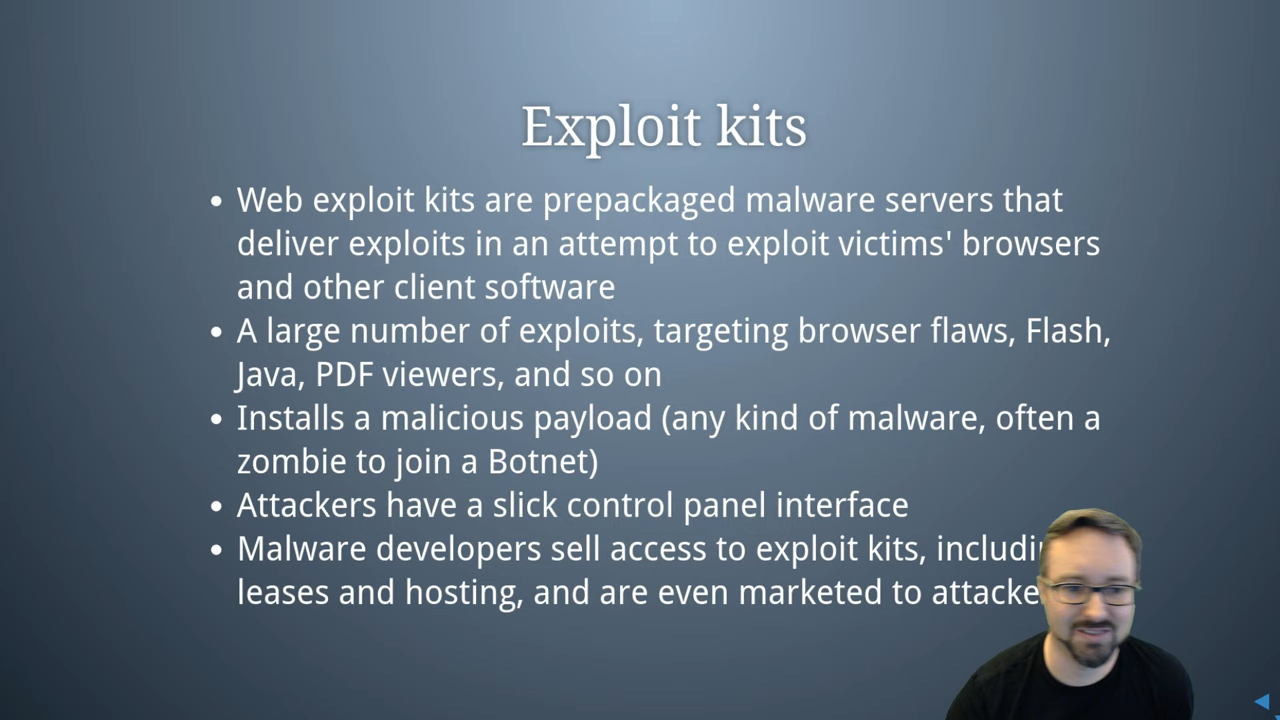 Exploit kits
• Web exploit kits are prepackaged malware servers that
deliver exploits in an attempt to exploit victims' browsers
and other client software
• A large number of exploits, targeting browser flaws, Flash,
Java, PDF viewers, and so on
• Installs a malicious payload (any kind of malware, often a
zombie to join a Botnet)
• Attackers have a slick control panel interface
• Malware developers sell access to exploit kits,
leases and hosting, and are even marketed to